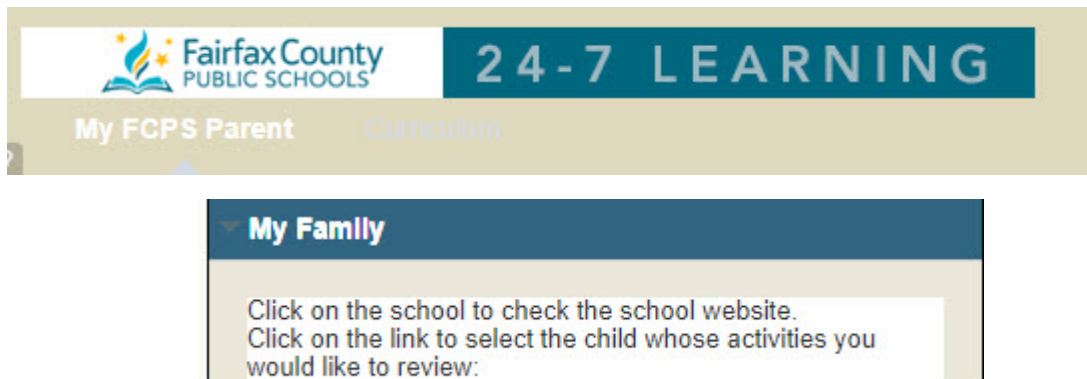 Fairfax County
PUBLIC SCHOOLS
24-7 LEARNING
My FCPS Parent Curriculum
?
My Family
Click on the school to check the school website.
Click on the link to select the child whose activities you
would like to review: